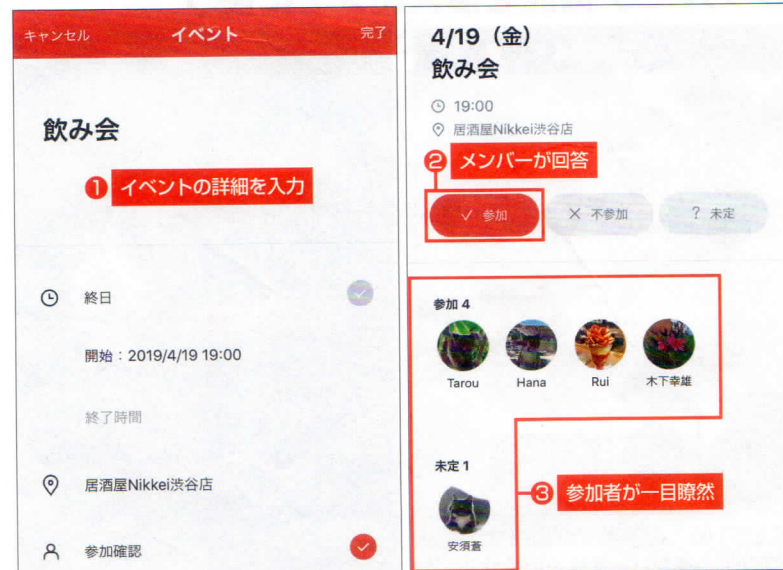 キャンセル イベント 完了
飲み会
❶ イベントの詳細を入力
終日
開始：2019/4/19 19:00
終了時間
居酒屋Nikkei渋谷店
参加確認
4/19（金）
飲み会
19:00
居酒屋Nikkei渋谷店
❷ メンバーが回答
✓ 参加 × 不参加 ? 未定
参加 4
Tarou Hana Rui 木下幸雄
未定 1
❸ 参加者が一目瞭然
安須蒼